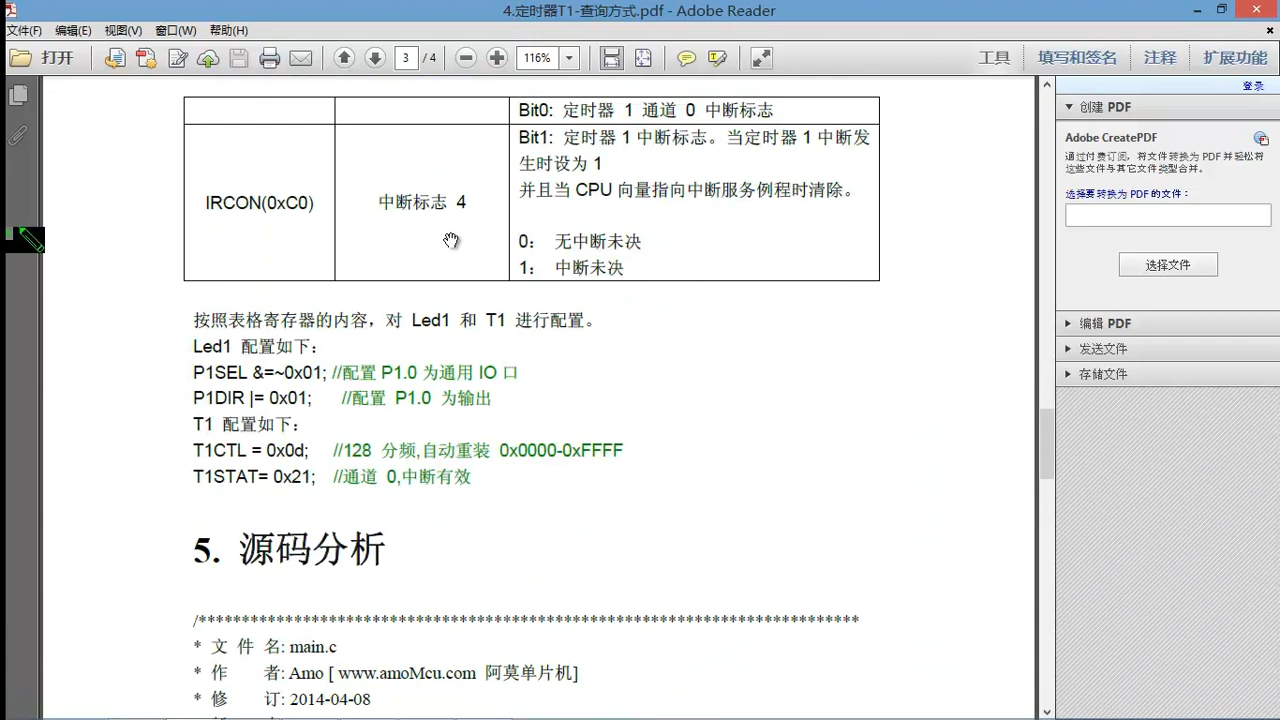 4.定时器T1-查询方式.pdf - Adobe Reader
文件(F) 编辑(E) 视图(V) 窗口(W) 帮助(H)
打开 3 / 4 116% 工具 填写和签名 注释 扩展功能
登录
创建 PDF
Adobe CreatePDF
通过付费订阅，将文件转换为 PDF 并轻松将
这些文件与其它文件类型合并。
选择要转换为 PDF 的文件：
选择文件
编辑 PDF
发送文件
存储文件
Bit0: 定时器 1 通道 0 中断标志
IRCON(0xC0)
中断标志 4
Bit1: 定时器 1 中断标志。当定时器 1 中断发
生时设为 1
并且当 CPU 向量指向中断服务例程时清除。
0： 无中断未决
1： 中断未决
按照表格寄存器的内容，对 Led1 和 T1 进行配置。
Led1 配置如下：
P1SEL &=~0x01; //配置 P1.0 为通用 IO 口
P1DIR |= 0x01; //配置 P1.0 为输出
T1 配置如下：
T1CTL = 0x0d; //128 分频,自动重装 0x0000-0xFFFF
T1STAT= 0x21; //通道 0,中断有效
5. 源码分析
/****************************************************************************
* 文 件 名: main.c
* 作 者: Amo [ www.amoMcu.com 阿莫单片机]
* 修 订: 2014-04-08